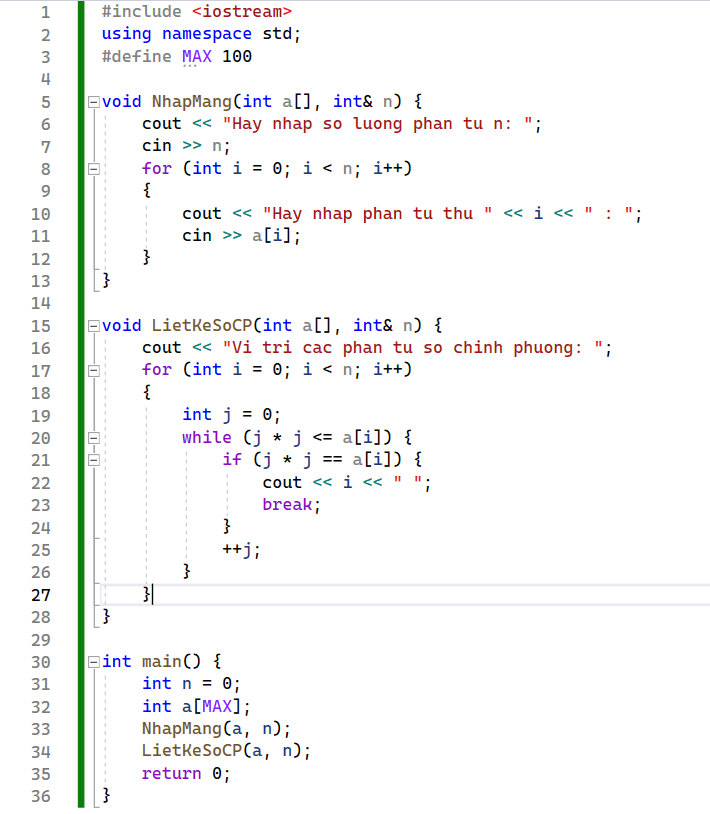 1 #include <iostream>
2 using namespace std;
3 #define MAX 100
4
5 void NhapMang(int a[], int& n) {
6     cout << "Hay nhap so luong phan tu n: ";
7     cin >> n;
8     for (int i = 0; i < n; i++)
9     {
10         cout << "Hay nhap phan tu thu " << i << " : ";
11         cin >> a[i];
12     }
13 }
14
15 void LietKeSoCP(int a[], int& n) {
16     cout << "Vi tri cac phan tu so chinh phuong: ";
17     for (int i = 0; i < n; i++)
18     {
19         int j = 0;
20         while (j * j <= a[i]) {
21             if (j * j == a[i]) {
22                 cout << i << " ";
23                 break;
24             }
25             ++j;
26         }
27     }
28 }
29
30 int main() {
31     int n = 0;
32     int a[MAX];
33     NhapMang(a, n);
34     LietKeSoCP(a, n);
35     return 0;
36 }